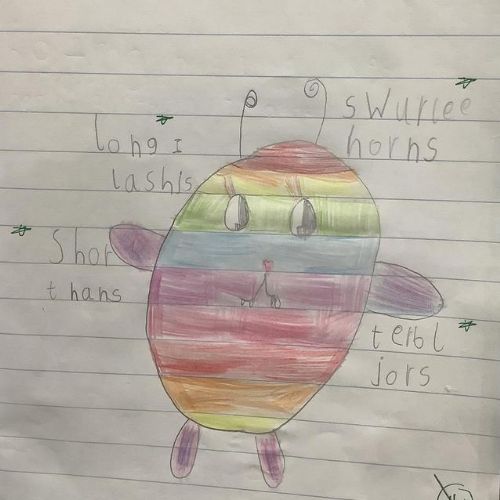 swurlee
horns
long I
lashis
Shor
t hans
terbl
jors